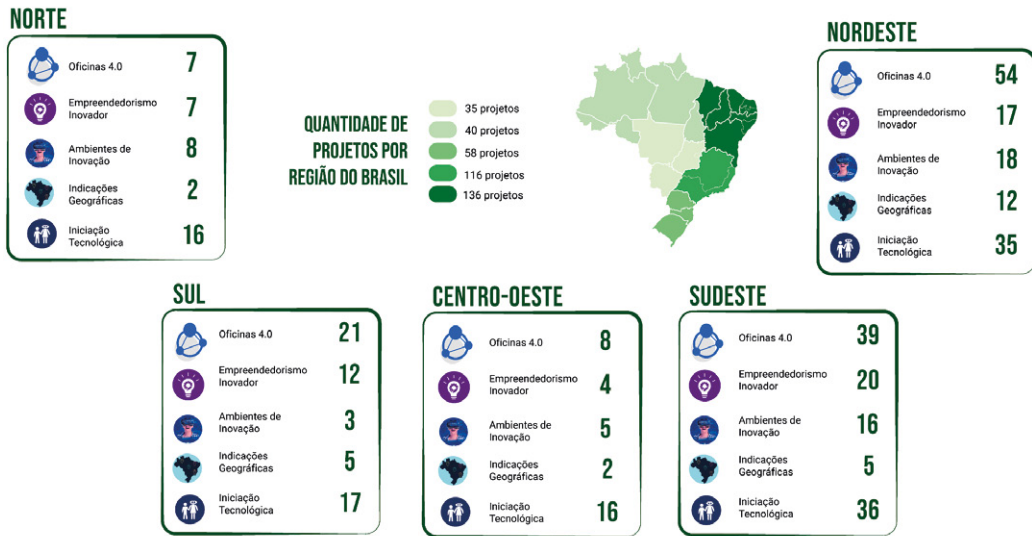 NORTE
Oficinas 4.0
7
Empreendedorismo
Inovador
7
Ambientes de
Inovação
8
Indicações
Geográficas
2
Iniciação
Tecnológica
16
QUANTIDADE DE
PROJETOS POR
REGIÃO DO BRASIL
35 projetos
40 projetos
58 projetos
116 projetos
136 projetos
NORDESTE
Oficinas 4.0
54
Empreendedorismo
Inovador
17
Ambientes de
Inovação
18
Indicações
Geográficas
12
Iniciação
Tecnológica
35
SUL
Oficinas 4.0
21
Empreendedorismo
Inovador
12
Ambientes de
Inovação
3
Indicações
Geográficas
5
Iniciação
Tecnológica
17
CENTRO-OESTE
Oficinas 4.0
8
Empreendedorismo
Inovador
4
Ambientes de
Inovação
5
Indicações
Geográficas
2
Iniciação
Tecnológica
16
SUDESTE
Oficinas 4.0
39
Empreendedorismo
Inovador
20
Ambientes de
Inovação
16
Indicações
Geográficas
5
Iniciação
Tecnológica
36